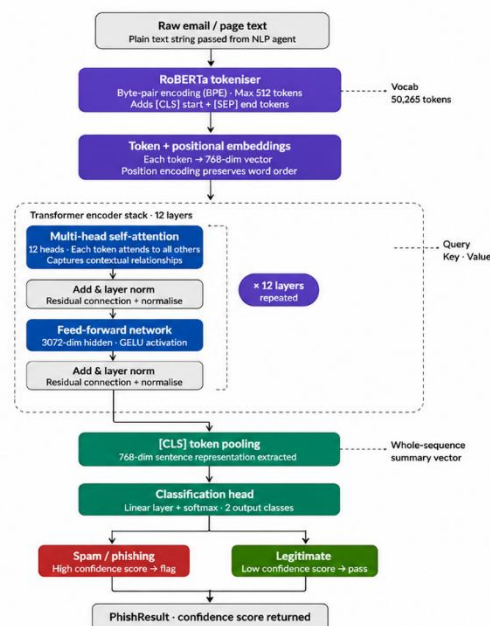 Raw email / page text
Plain text string passed from NLP agent
RoBERTa tokeniser
Byte-pair encoding (BPE) · Max 512 tokens
Adds [CLS] start + [SEP] end tokens
Vocab
50,265 tokens
Token + positional embeddings
Each token → 768-dim vector
Position encoding preserves word order
Transformer encoder stack · 12 layers
Multi-head self-attention
12 heads · Each token attends to all others
Captures contextual relationships
Query
Key · Value
Add & layer norm
Residual connection + normalise
× 12 layers
repeated
Feed-forward network
3072-dim hidden · GELU activation
Add & layer norm
Residual connection + normalise
[CLS] token pooling
768-dim sentence representation extracted
Whole-sequence
summary vector
Classification head
Linear layer + softmax · 2 output classes
Spam / phishing
High confidence score → flag
Legitimate
Low confidence score → pass
PhishResult · confidence score returned